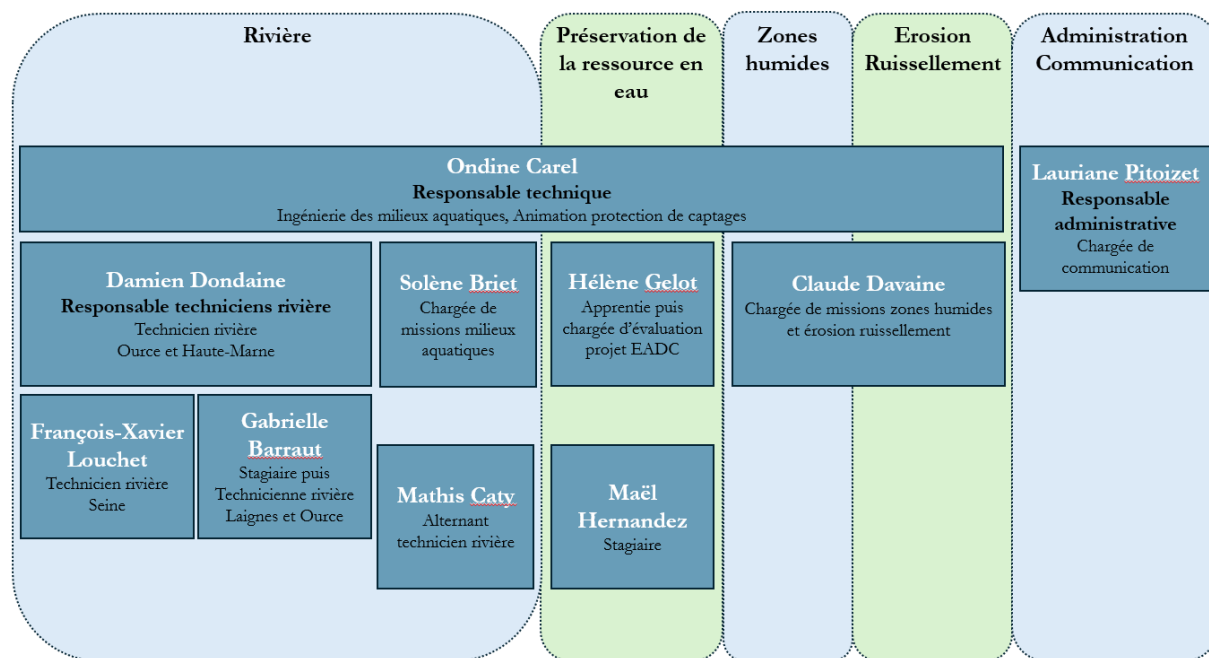 Rivière
Préservation de
la ressource en
eau
Zones
humides
Erosion
Ruissellement
Administration
Communication
Ondine Carel
Responsable technique
Ingénierie des milieux aquatiques, Animation protection de captages
Lauriane Pitoizet
Responsable
administrative
Chargée de
communication
Damien Dondaine
Responsable techniciens rivière
Technicien rivière
Ource et Haute-Marne
Solène Briet
Chargée de
missions milieux
aquatiques
Hélène Gelot
Apprentie puis
chargée d'évaluation
projet EADC
Claude Davaine
Chargée de missions zones humides
et érosion ruissellement
François-Xavier
Louchet
Technicien rivière
Seine
Gabrielle
Barraut
Stagiaire puis
Technicienne rivière
Laignes et Ource
Mathis Caty
Alternant
technicien rivière
Maël
Hernandez
Stagiaire